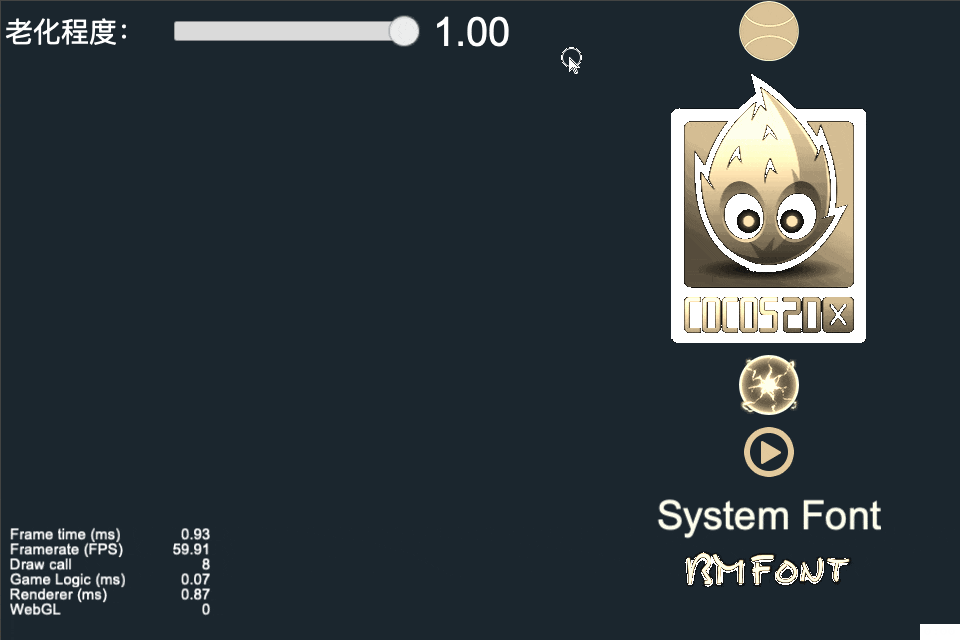 老化程度：
1.00
COCOS2DX
System Font
BMFONT
Frame time (ms) 0.93
Framerate (FPS) 59.91
Draw call 8
Game Logic (ms) 0.07
Renderer (ms) 0.87
WebGL 0